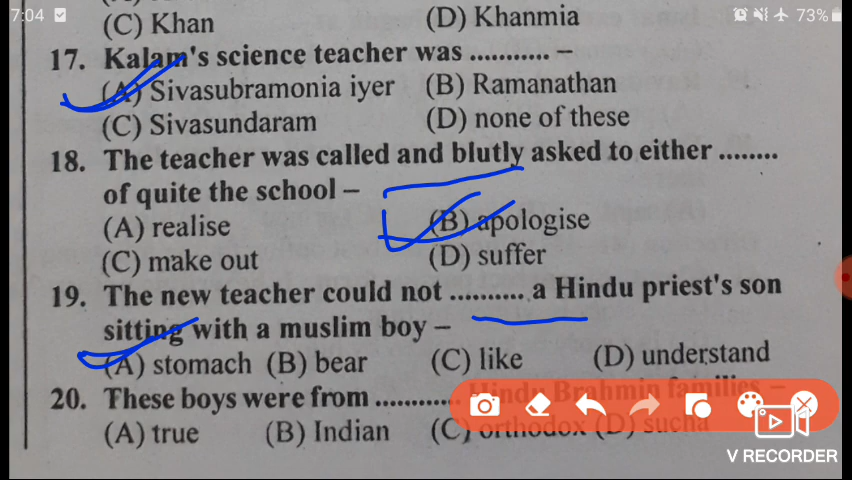 7:04
73%
(C) Khan (D) Khanmia
17. Kalam's science teacher was ........... –
(A) Sivasubramonia iyer (B) Ramanathan
(C) Sivasundaram (D) none of these
18. The teacher was called and blutly asked to either ........
of quite the school –
(A) realise (B) apologise
(C) make out (D) suffer
19. The new teacher could not .......... a Hindu priest's son
sitting with a muslim boy –
(A) stomach (B) bear (C) like (D) understand
20. These boys were from ............ Hindu Brahmin families –
(A) true (B) Indian (C) orthodox (D) sucha
V RECORDER